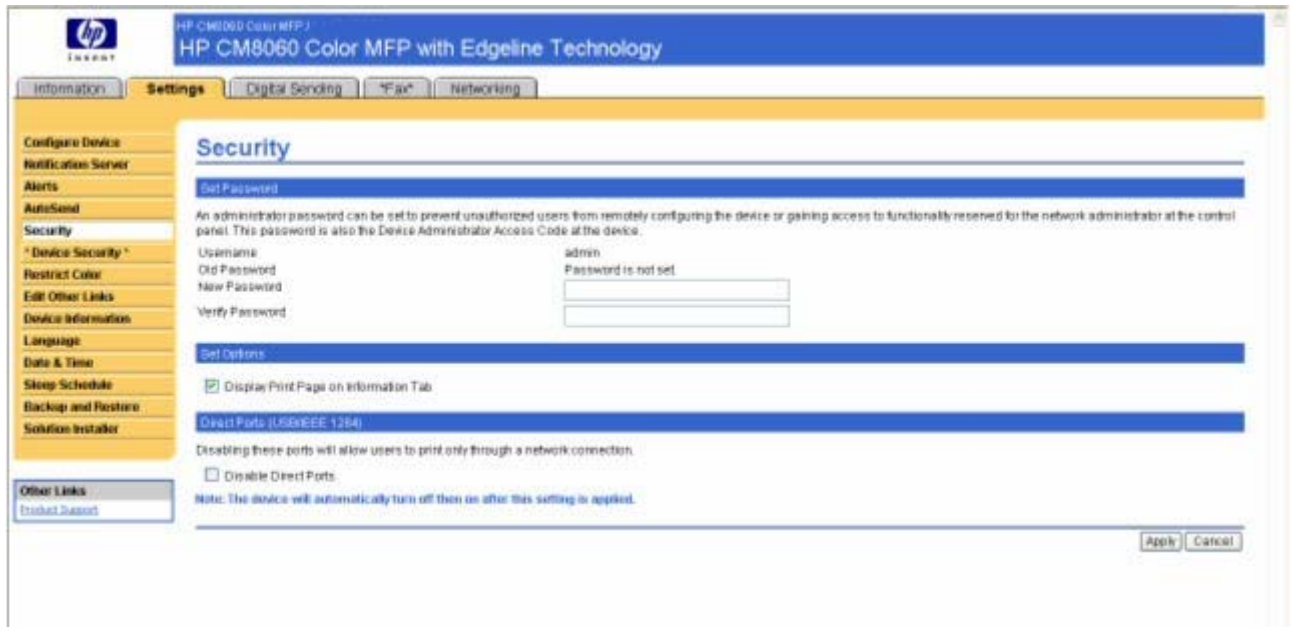 hp
invent
HP CM8060 Color MFP /
HP CM8060 Color MFP with Edgeline Technology
Information
Settings
Digital Sending
"Fax"
Networking
Configure Device
Notification Server
Alerts
AutoSend
Security
* Device Security *
Restrict Color
Edit Other Links
Device Information
Language
Date & Time
Sleep Schedule
Backup and Restore
Solution Installer
Other Links
Product Support
Security
Set Password
An administrator password can be set to prevent unauthorized users from remotely configuring the device or gaining access to functionality reserved for the network administrator at the control
panel. This password is also the Device Administrator Access Code at the device.
Username admin
Old Password Password is not set
New Password
Verify Password
Set Options
Display Print Page on Information Tab
Direct Ports (USB/IEEE 1284)
Disabling these ports will allow users to print only through a network connection.
Disable Direct Ports
Note: The device will automatically turn off then on after this setting is applied.
Apply Cancel